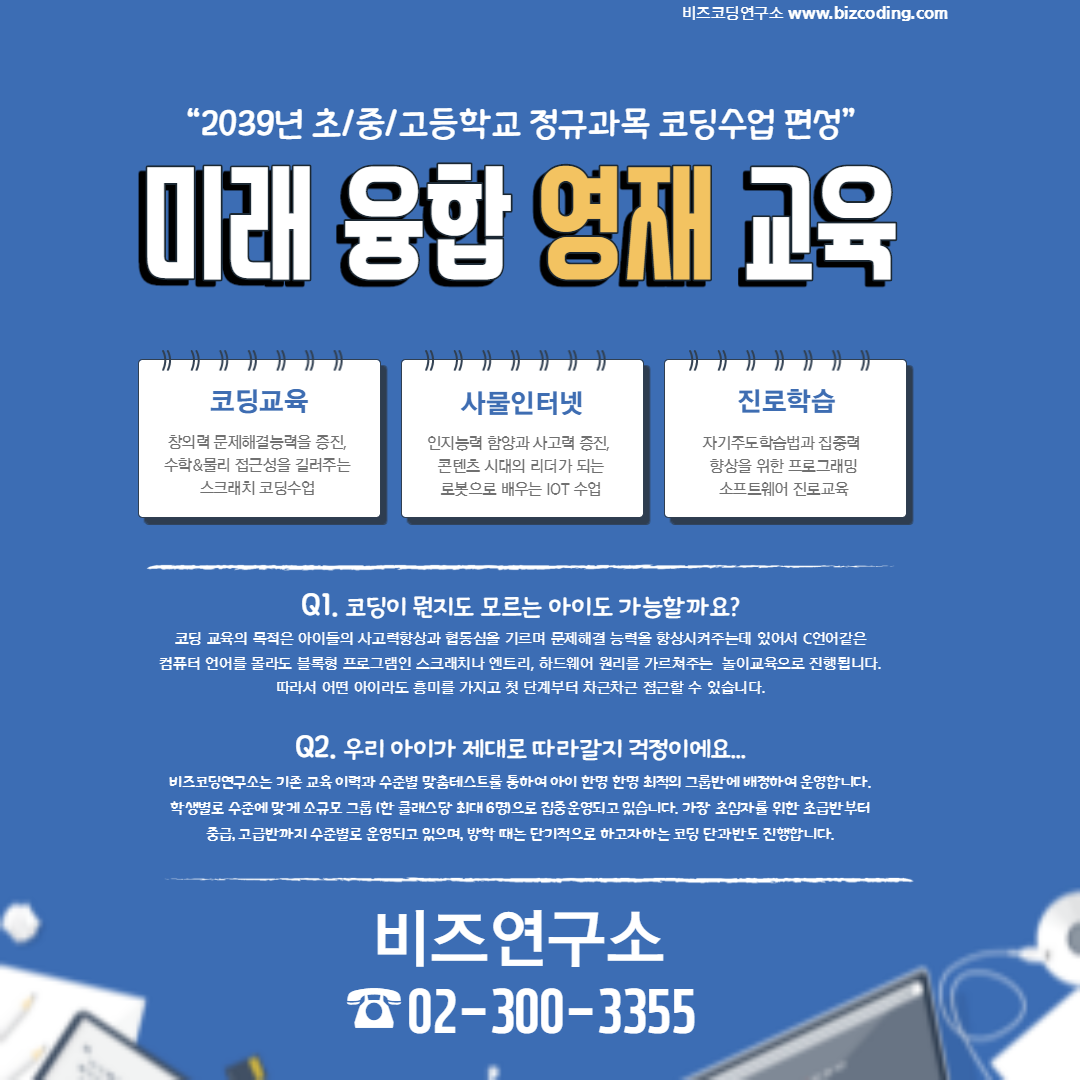 비즈코딩연구소 www.bizcoding.com
“2039년 초/중/고등학교 정규과목 코딩수업 편성”
미래 융합 영재 교육
코딩교육
창의력 문제해결능력을 증진,
수학&물리 접근성을 길러주는
스크래치 코딩수업
사물인터넷
인지능력 함양과 사고력 증진,
콘텐츠 시대의 리더가 되는
로봇으로 배우는 IOT 수업
진로학습
자기주도학습법과 집중력
향상을 위한 프로그래밍
소프트웨어 진로교육
Q1. 코딩이 뭔지도 모르는 아이도 가능할까요?
코딩 교육의 목적은 아이들의 사고력향상과 협동심을 기르며 문제해결 능력을 향상시켜주는데 있어서 C언어같은
컴퓨터 언어를 몰라도 블록형 프로그램인 스크래치나 엔트리, 하드웨어 원리를 가르쳐주는 놀이교육으로 진행됩니다.
따라서 어떤 아이라도 흥미를 가지고 첫 단계부터 차근차근 접근할 수 있습니다.
Q2. 우리 아이가 제대로 따라갈지 걱정이에요...
비즈코딩연구소는 기존 교육 이력과 수준별 맞춤테스트를 통하여 아이 한명 한명 최적의 그룹반에 배정하여 운영합니다.
학생별로 수준에 맞게 소규모 그룹 (한 클래스당 최대 6명)으로 집중운영되고 있습니다. 가장 초심자를 위한 초급반부터
중급, 고급반까지 수준별로 운영되고 있으며, 방학 때는 단기적으로 하고자하는 코딩 단과반도 진행합니다.
비즈연구소
☎02-300-3355